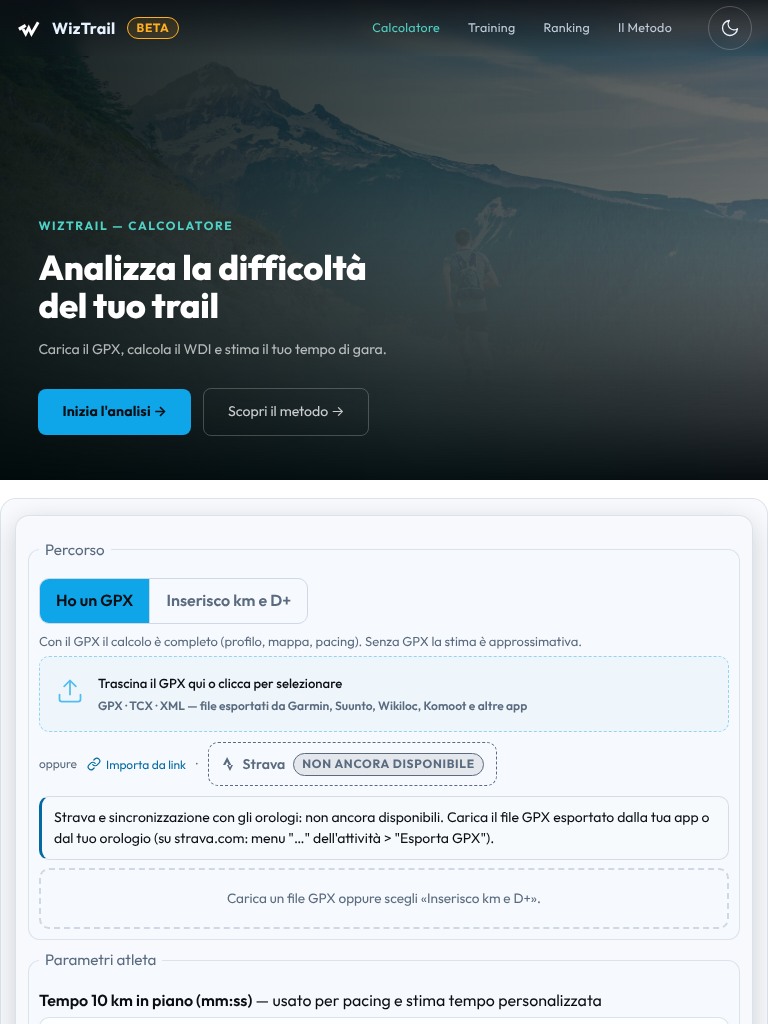 WizTrail BETA Calcolatore Training Ranking Il Metodo
WIZTRAIL — CALCOLATORE
Analizza la difficoltà
del tuo trail
Carica il GPX, calcola il WDI e stima il tuo tempo di gara.
Inizia l'analisi → Scopri il metodo →
Percorso
Ho un GPX Inserisco km e D+
Con il GPX il calcolo è completo (profilo, mappa, pacing). Senza GPX la stima è approssimativa.
Trascina il GPX qui o clicca per selezionare
GPX · TCX · XML — file esportati da Garmin, Suunto, Wikiloc, Komoot e altre app
oppure Importa da link · Strava NON ANCORA DISPONIBILE
Strava e sincronizzazione con gli orologi: non ancora disponibili. Carica il file GPX esportato dalla tua app o
dal tuo orologio (su strava.com: menu "…" dell'attività > "Esporta GPX").
Carica un file GPX oppure scegli «Inserisco km e D+».
Parametri atleta
Tempo 10 km in piano (mm:ss) — usato per pacing e stima tempo personalizzata